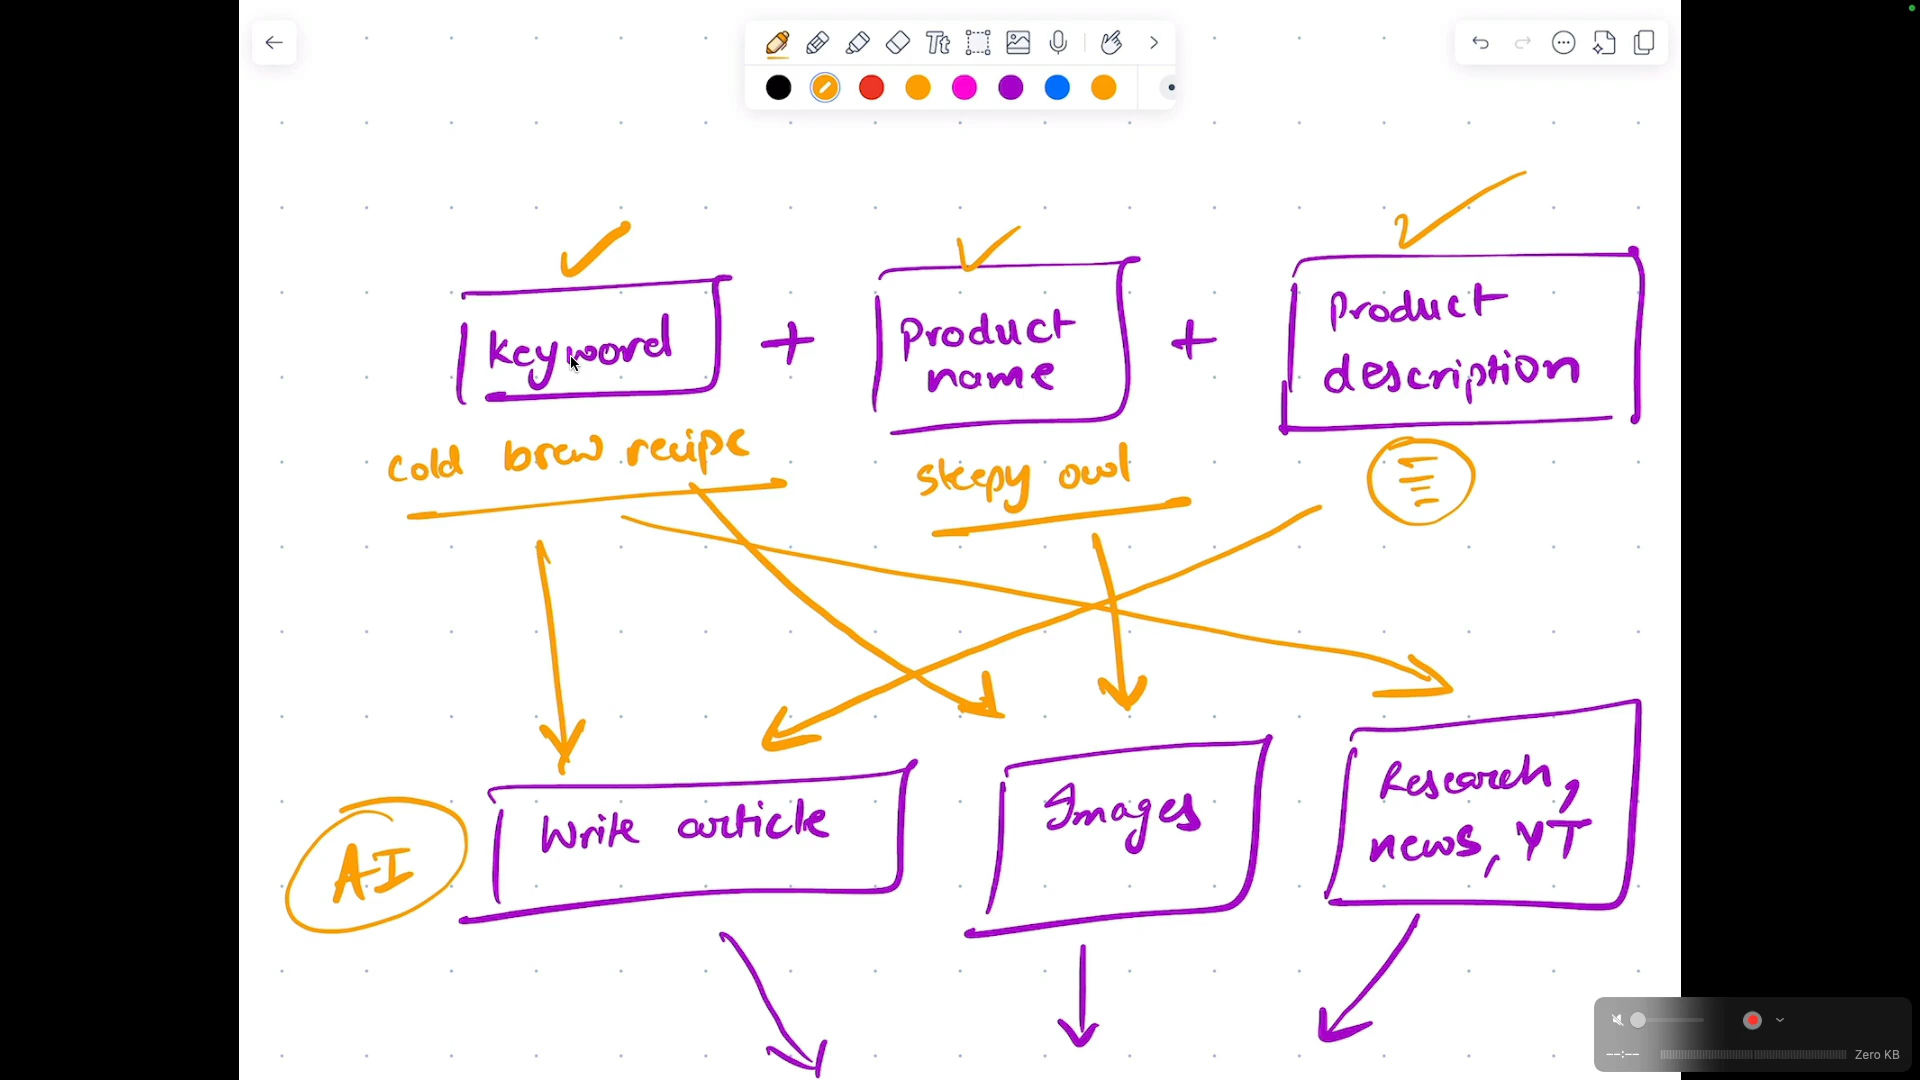 Tt
keyword
+
Product
name
+
Product
description
cold brew recipe
sleepy owl
AI
Write article
Images
Research,
news, YT
--:--
Zero KB